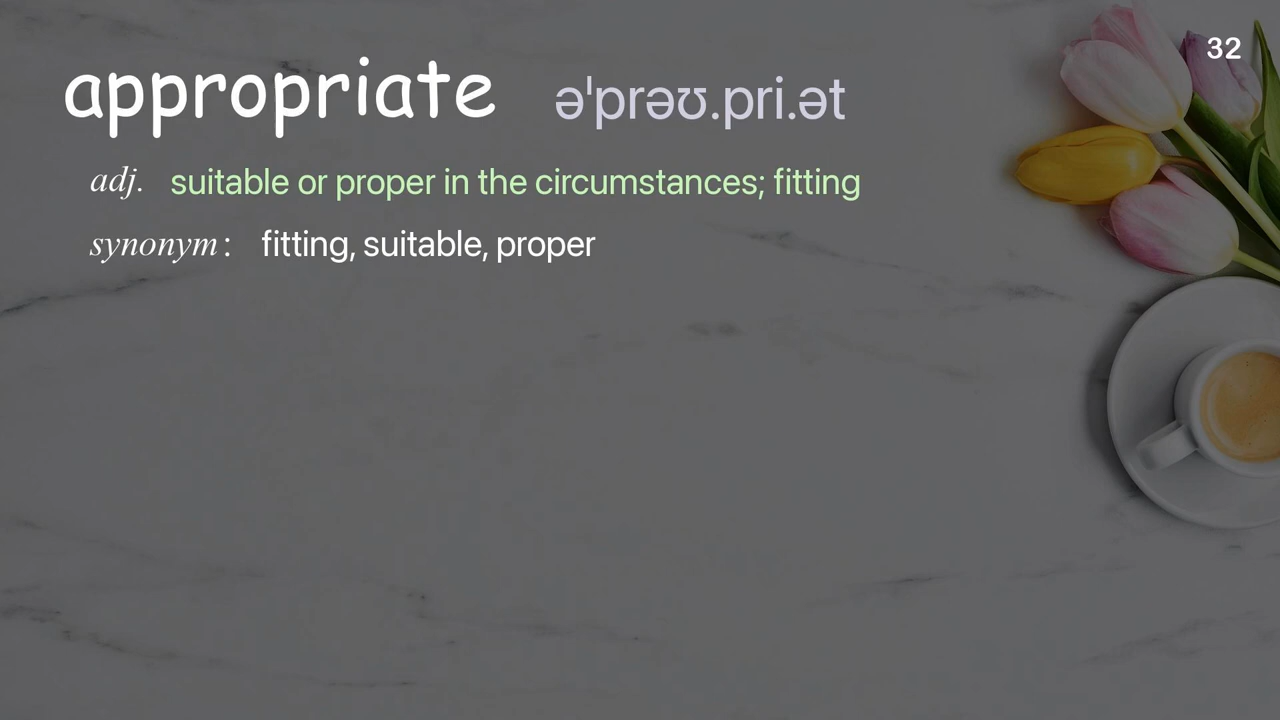 32
appropriate əˈprəʊ.pri.ət
adj. suitable or proper in the circumstances; fitting
synonym: fitting, suitable, proper